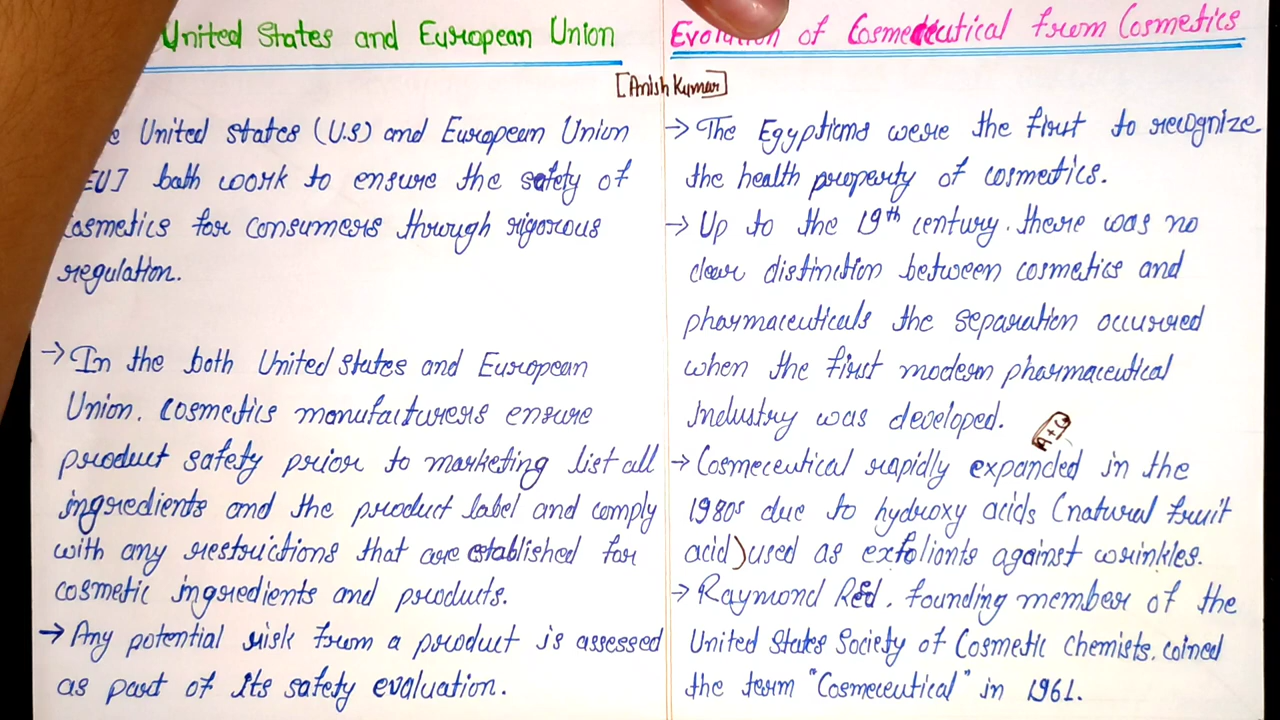 United States and European Union
[Anish Kumar]
United states (U.S) and European Union
EU] both work to ensure the safety of
Cosmetics for consumers through rigorous
regulation.
→ In the both United states and European
Union. cosmetics manufacturers ensure
product safety prior to marketing list all
ingredients and the product label and comply
with any restrictions that are established for
cosmetic ingredients and products.
→ Any potential risk from a product is assessed
as part of its safety evaluation.
Evolution of Cosmeceutical from Cosmetics
→ The Egyptians were the first to recognize
the health property of cosmetics.
→ Up to the 19th century. there was no
clear distinction between cosmetics and
pharmaceuticals the separation occurred
when the first modern pharmaceutical
industry was developed.
A+G
→ Cosmeceutical rapidly expanded in the
1980s due to hydroxy acids (natural fruit
acid) used as exfolionts against wrinkles.
→ Raymond Red. founding member of the
United States Society of Cosmetic chemists. coined
the term "Cosmeceutical" in 1961.